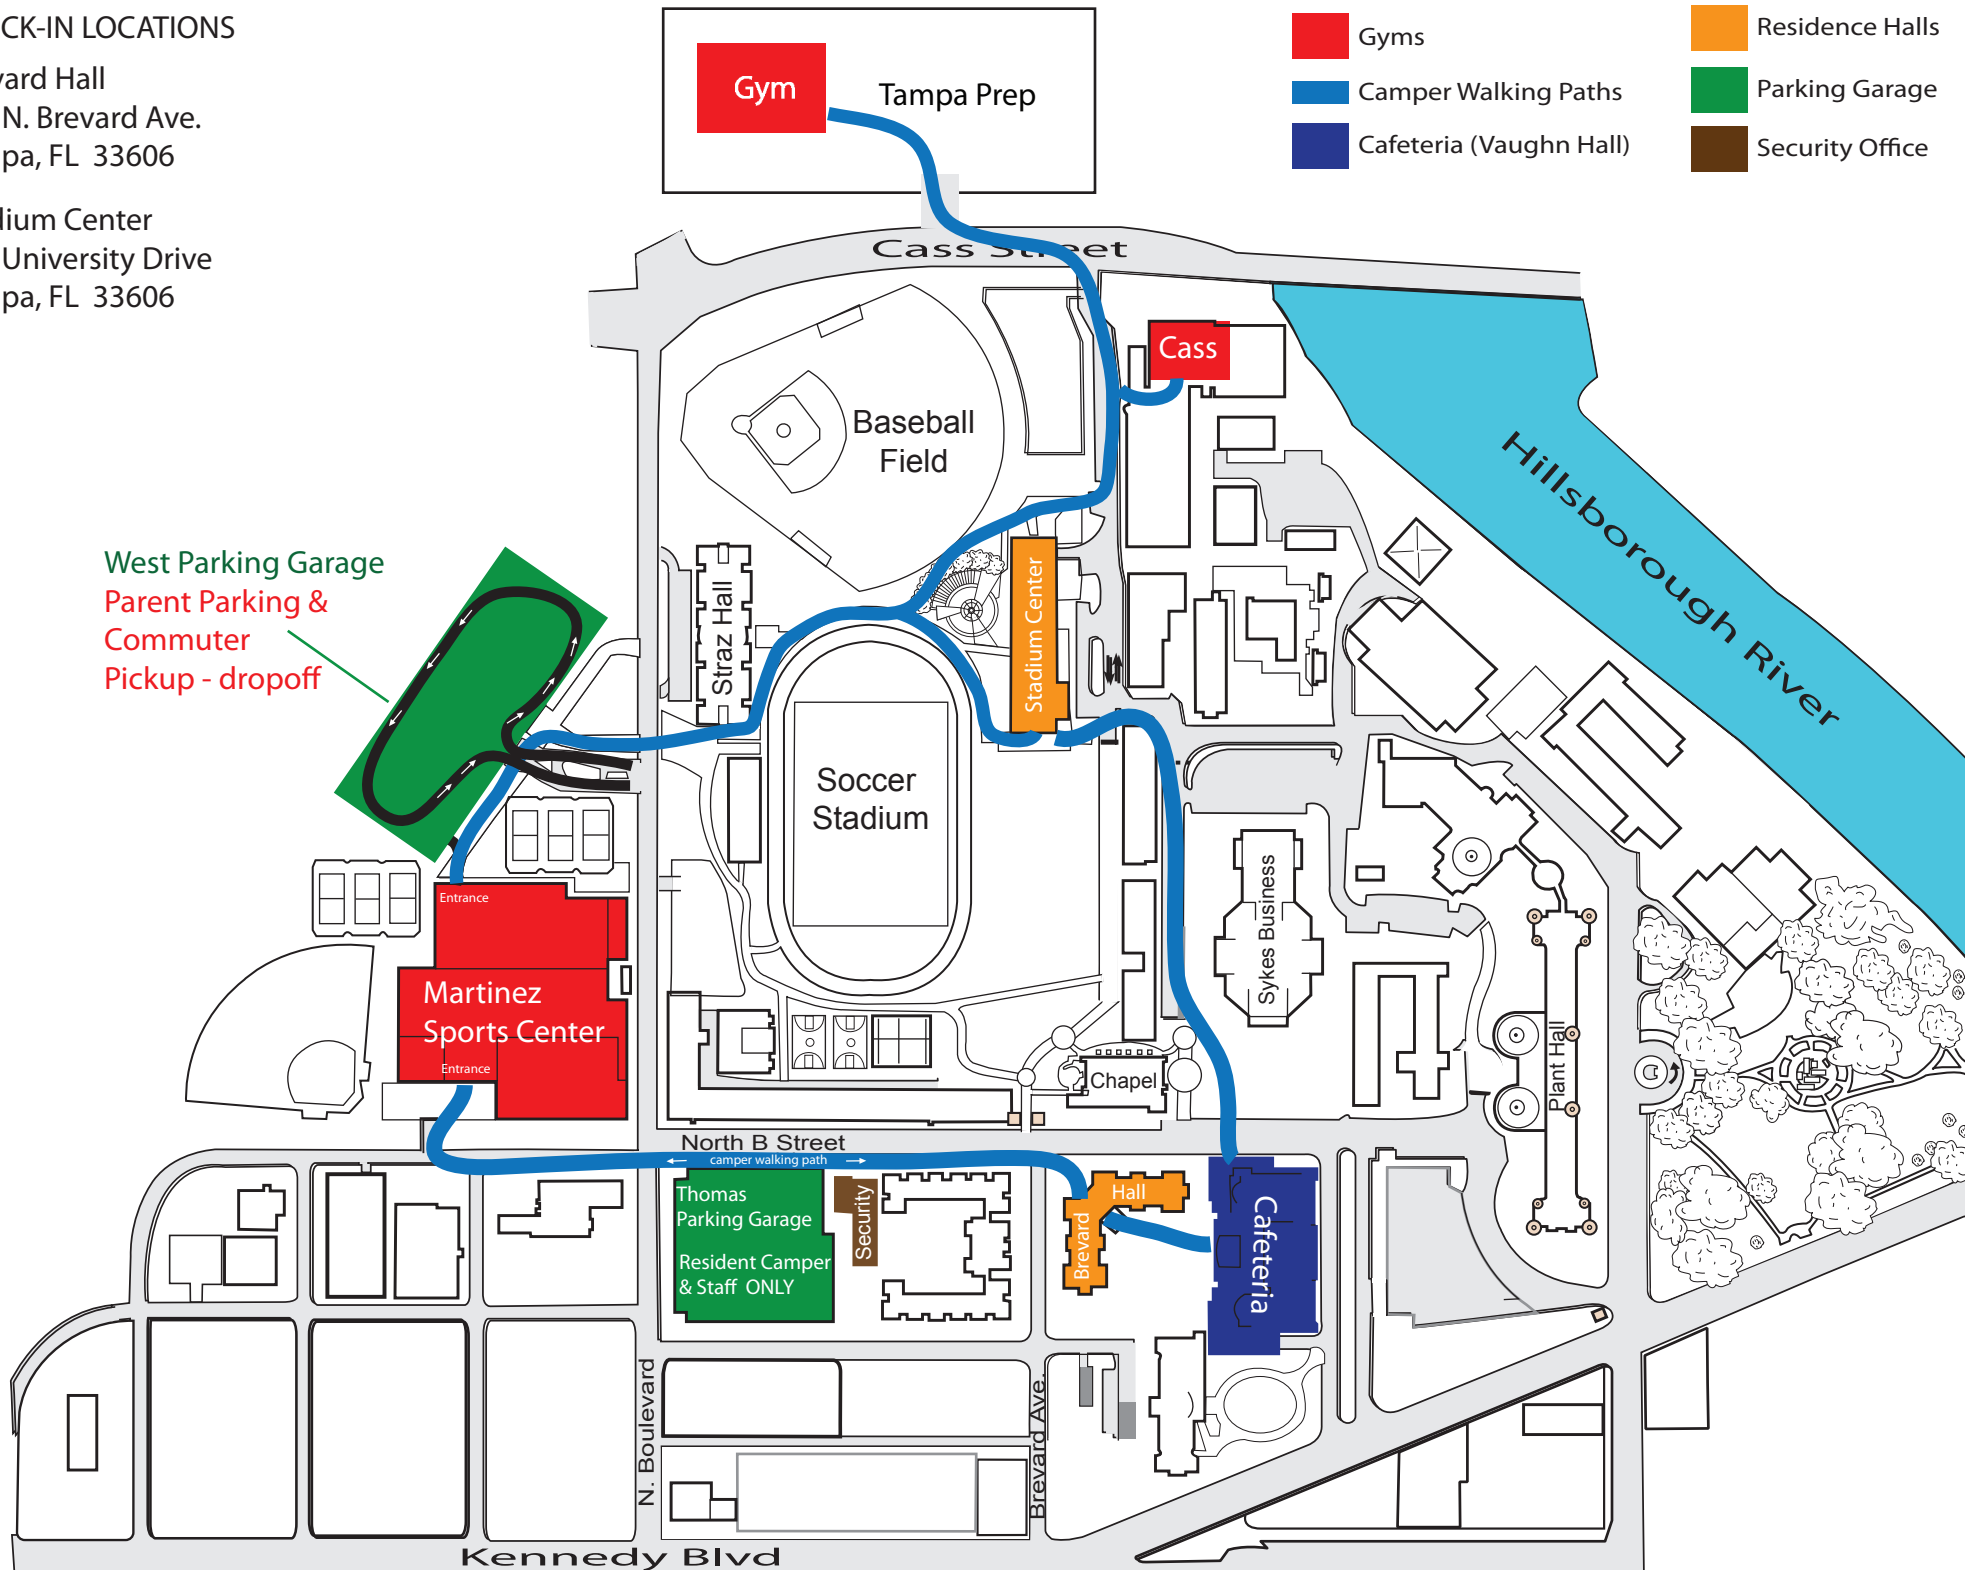 CK-IN LOCATIONS
vard Hall
N. Brevard Ave.
pa, FL  33606
dium Center
University Drive
pa, FL  33606
Gyms
Camper Walking Paths
Cafeteria (Vaughn Hall)
Residence Halls
Parking Garage
Security Office
Gym
Tampa Prep
Cass Street
Cass
Baseball
Field
Hillsborough River
West Parking Garage
Parent Parking &
Commuter
Pickup - dropoff
Straz Hall
Stadium Center
Soccer
Stadium
Sykes Business
Entrance
Martinez
Sports Center
Entrance
Plant Hall
Chapel
North B Street
camper walking path
Thomas
Parking Garage
Resident Camper
& Staff  ONLY
Security
Hall
Brevard
Cafeteria
N. Boulevard
Brevard Ave.
Kennedy Blvd